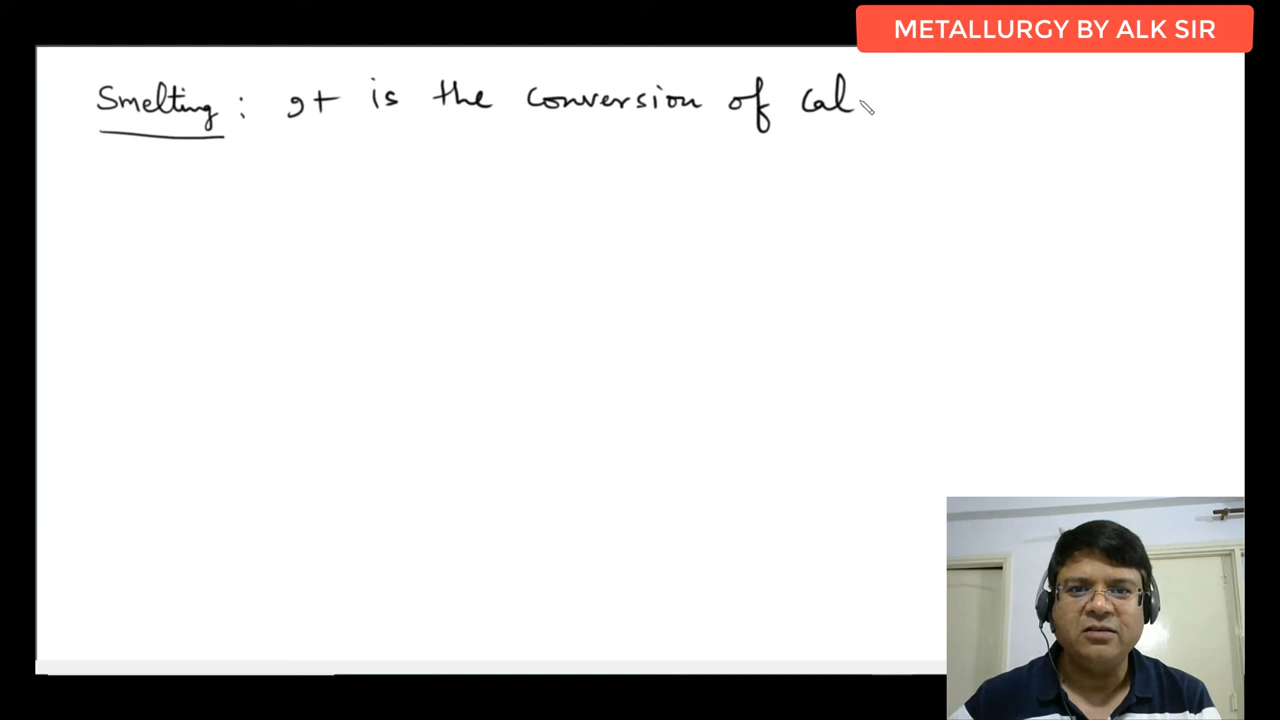 METALLURGY BY ALK SIR
Smelting : It is the conversion of Cal